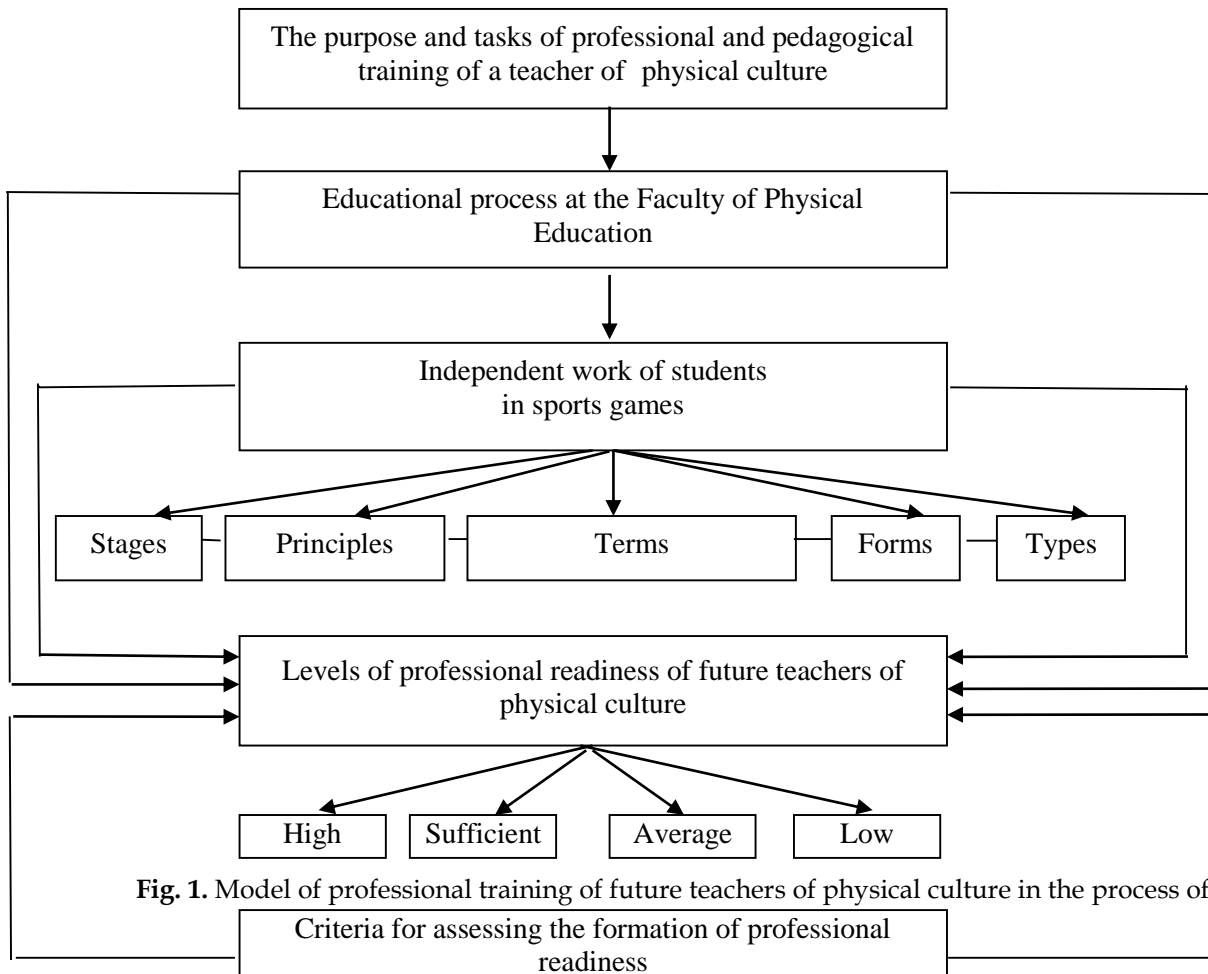 The purpose and tasks of professional and pedagogical
training of a teacher of physical culture
Educational process at the Faculty of Physical
Education
Independent work of students
in sports games
Stages Principles Terms Forms Types
Levels of professional readiness of future teachers of
physical culture
High Sufficient Average Low
Fig. 1. Model of professional training of future teachers of physical culture in the process of
Criteria for assessing the formation of professional
readiness